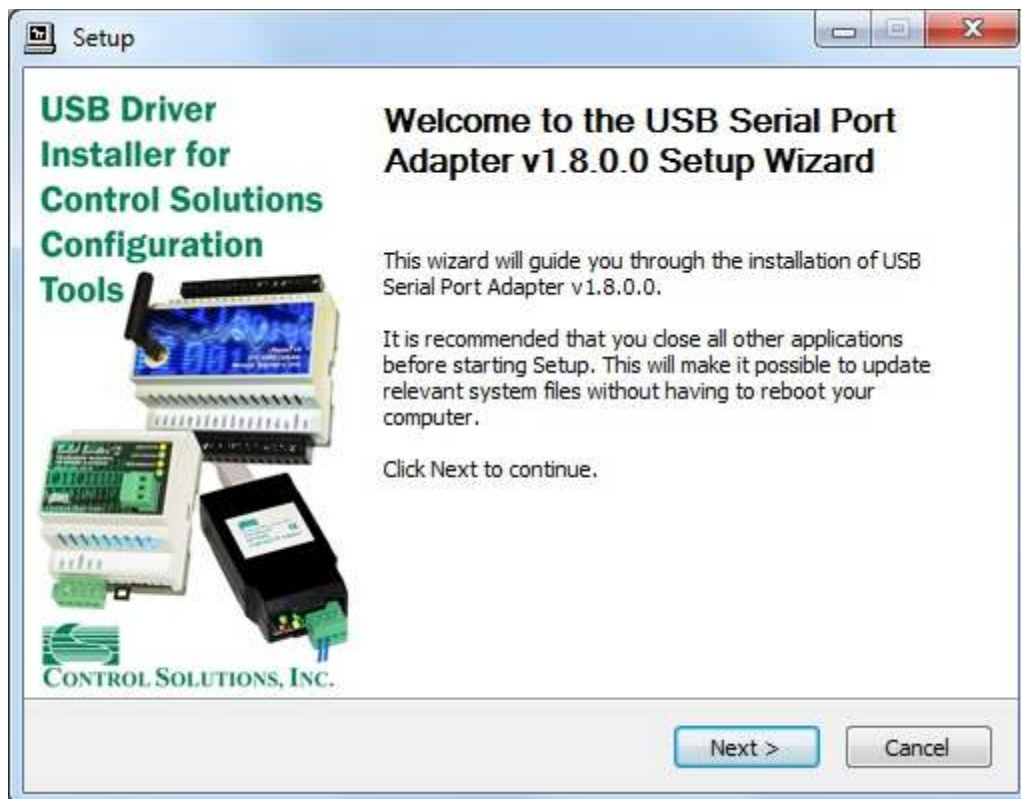 Setup
USB Driver
Installer for
Control Solutions
Configuration
Tools
CONTROL SOLUTIONS, INC.
Welcome to the USB Serial Port
Adapter v1.8.0.0 Setup Wizard
This wizard will guide you through the installation of USB
Serial Port Adapter v1.8.0.0.
It is recommended that you close all other applications
before starting Setup. This will make it possible to update
relevant system files without having to reboot your
computer.
Click Next to continue.
Next >
Cancel